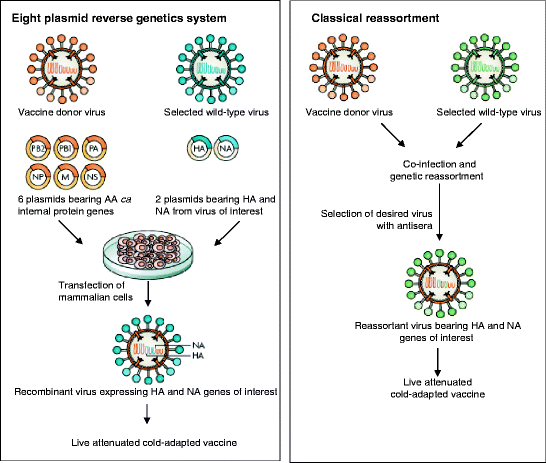 Eight plasmid reverse genetics system
Vaccine donor virus
Selected wild-type virus
PB2 PB1 PA
HA NA
NP M NS
6 plasmids bearing AA ca
internal protein genes
2 plasmids bearing HA and
NA from virus of interest
Transfection of
mammalian cells
NA
HA
Recombinant virus expressing HA and NA genes of interest
Live attenuated cold-adapted vaccine
Classical reassortment
Vaccine donor virus
Selected wild-type virus
Co-infection and
genetic reassortment
Selection of desired virus
with antisera
Reassortant virus bearing HA and NA
genes of interest
Live attenuated
cold-adapted vaccine